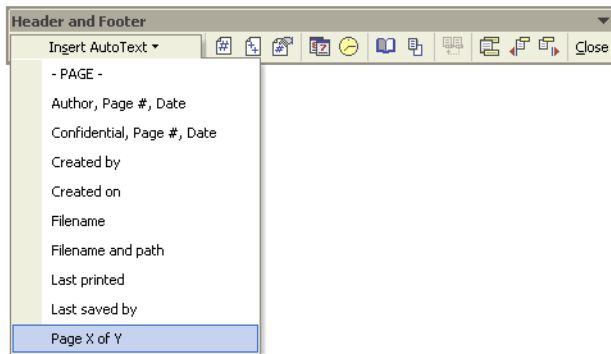 Header and Footer
Insert AutoText Close
- PAGE -
Author, Page #, Date
Confidential, Page #, Date
Created by
Created on
Filename
Filename and path
Last printed
Last saved by
Page X of Y